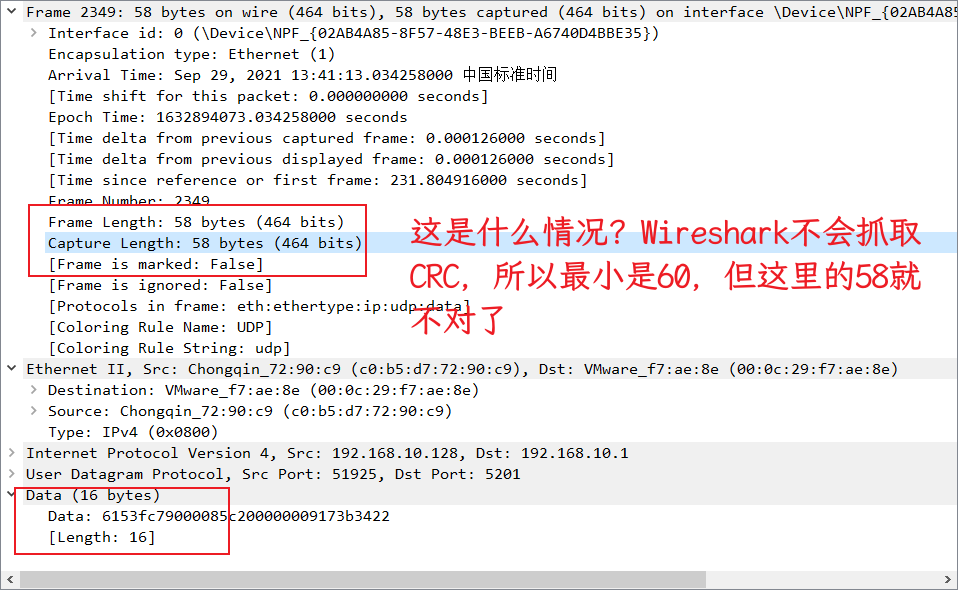 Frame 2349: 58 bytes on wire (464 bits), 58 bytes captured (464 bits) on interface \Device\NPF_{02AB4A85
Interface id: 0 (\Device\NPF_{02AB4A85-8F57-48E3-BEEB-A6740D4BBE35})
Encapsulation type: Ethernet (1)
Arrival Time: Sep 29, 2021 13:41:13.034258000 中国标准时间
[Time shift for this packet: 0.000000000 seconds]
Epoch Time: 1632894073.034258000 seconds
[Time delta from previous captured frame: 0.000126000 seconds]
[Time delta from previous displayed frame: 0.000126000 seconds]
[Time since reference or first frame: 231.804916000 seconds]
Frame Number: 2349
Frame Length: 58 bytes (464 bits)
Capture Length: 58 bytes (464 bits)
[Frame is marked: False]
[Frame is ignored: False]
[Protocols in frame: eth:ethertype:ip:udp:data]
[Coloring Rule Name: UDP]
[Coloring Rule String: udp]
这是什么情况？Wireshark不会抓取
CRC，所以最小是60，但这里的58就
不对了
Ethernet II, Src: Chongqin_72:90:c9 (c0:b5:d7:72:90:c9), Dst: VMware_f7:ae:8e (00:0c:29:f7:ae:8e)
Destination: VMware_f7:ae:8e (00:0c:29:f7:ae:8e)
Source: Chongqin_72:90:c9 (c0:b5:d7:72:90:c9)
Type: IPv4 (0x0800)
Internet Protocol Version 4, Src: 192.168.10.128, Dst: 192.168.10.1
User Datagram Protocol, Src Port: 51925, Dst Port: 5201
Data (16 bytes)
Data: 6153fc79000085c200000009173b3422
[Length: 16]